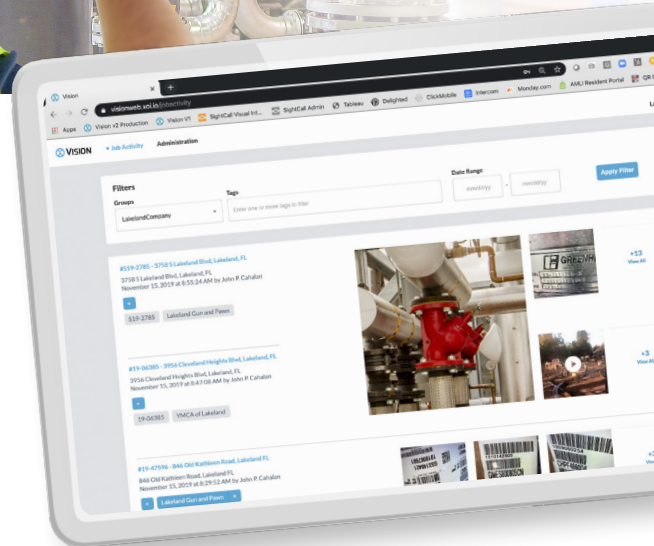 Vision
visionweb.xoi.io/jobactivity
Apps Vision v2 Production Vision V1 SightCall Visual Int... SightCall Admin Tableau Delighted ClickMobile Intercom Monday.com AMLI Resident Portal
VISION Job Activity Administration
Filters
Groups Tags Date Range
LakelandCompany Enter one or more tags to filter mm/dd/yy - mm/dd/yy Apply Filter
#S19-2785 - 3758 S Lakeland Blvd, Lakeland, FL
3758 S Lakeland Blvd, Lakeland, FL
November 15, 2019 at 8:55:24 AM by John P. Cahalan
+
S19-2785 Lakeland Gun and Pawn
GREENH
+13
View All
#19-06385 - 3956 Cleveland Heights Blvd, Lakeland, FL
3956 Cleveland Heights Blvd, Lakeland, FL
November 15, 2019 at 8:47:08 AM by John P. Cahalan
+
19-06385 YMCA of Lakeland
+3
View All
#19-47596 - 846 Old Kathleen Road, Lakeland, FL
846 Old Kathleen Road, Lakeland, FL
November 15, 2019 at 8:29:52 AM by John P. Cahalan
+ Lakeland Gun and Pawn ×